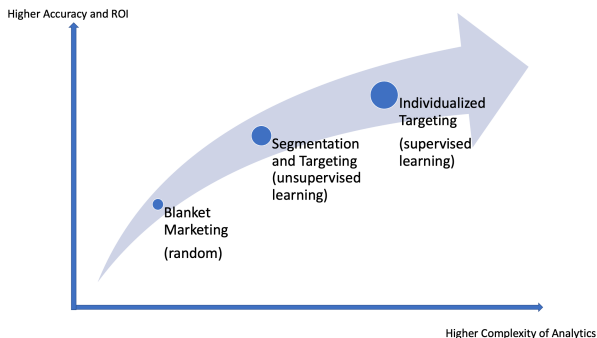 Higher Accuracy and ROI
Individualized
Targeting
(supervised
learning)
Segmentation
and Targeting
(unsupervised
learning)
Blanket
Marketing
(random)
Higher Complexity of Analytics